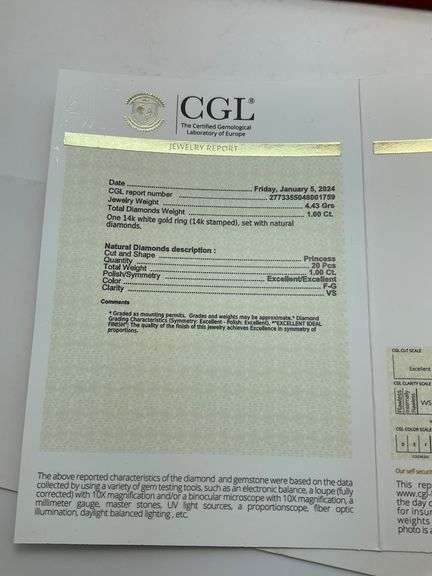 CGL®
The Certified Gemological
Laboratory of Europe
JEWELRY REPORT
Date Friday, January 5, 2024
CGL report number 2773355048001759
Jewelry Weight 4.43 Grs
Total Diamonds Weight 1.00 Ct.
One 14k white gold ring (14k stamped), set with natural
diamonds.
Natural Diamonds description :
Cut and Shape Princess
Quantity 20 Pcs
Total Weight 1.00 Ct.
Polish/Symmetry Excellent/Excellent
Color F-G
Clarity VS
Comments
* Graded as mounting permits. Grades and weights may be approximate.* Diamond
Grading Characteristics (Symmetry: Excellent - Polish: Excellent). *"EXCELLENT IDEAL
FINISH": The quality of the finish of this jewelry achieves Excellence in symmetry of
proportions.
The above reported characteristics of the diamond and gemstone were based on the data
collected by using a variety of gem testing tools, such as an electronic balance, a loupe (fully
corrected) with 10X magnification and/or a binocular microscope with 10X magnification, a
millimeter gauge, master stones, UV light sources, a proportionscope, fiber optic
illumination, daylight balanced lighting , etc.
CGL CUT SCALE
Excellent
CGL CLARITY SCALE
Flawless
Internally
Flawless
VVS
CGL COLOR SCALE
D E F
Our self securit
This rep
www.cgl-
the day o
for insur
weights
photo is a